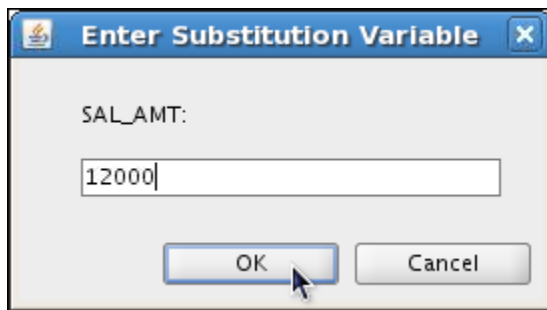 Enter Substitution Variable
SAL_AMT:
12000
OK
Cancel